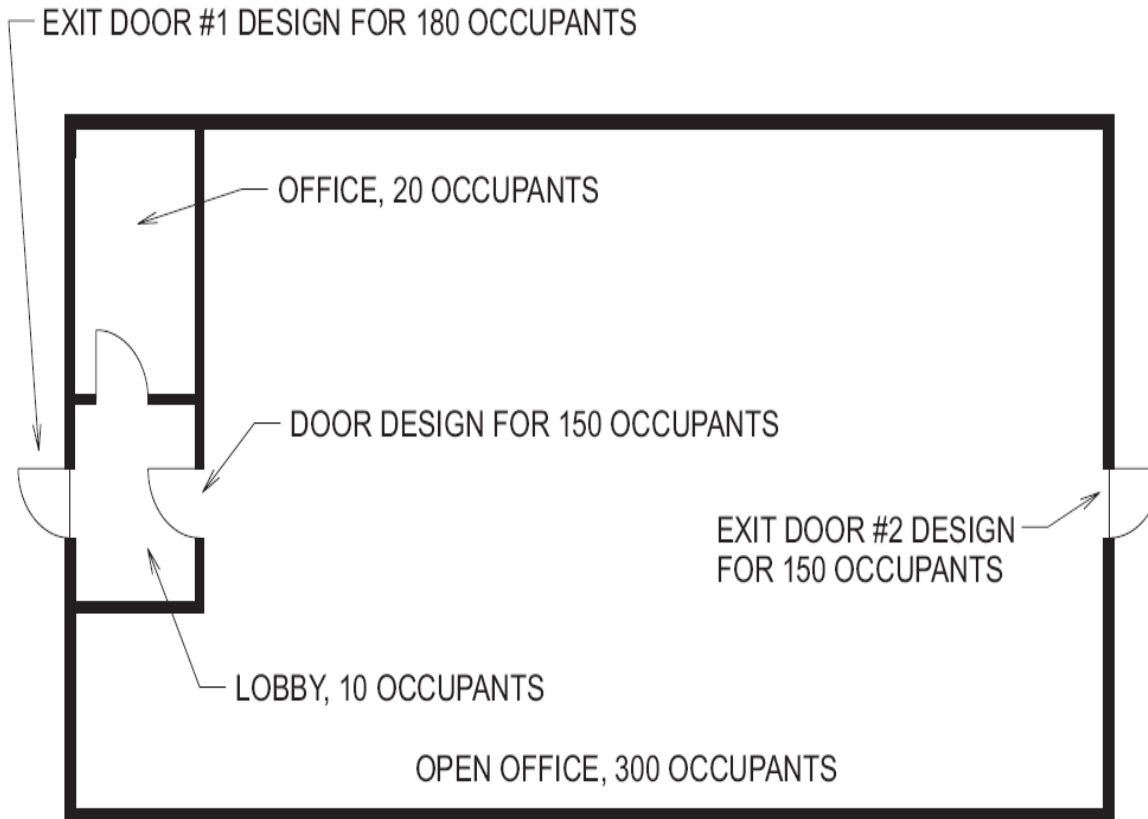 EXIT DOOR #1 DESIGN FOR 180 OCCUPANTS
OFFICE, 20 OCCUPANTS
DOOR DESIGN FOR 150 OCCUPANTS
EXIT DOOR #2 DESIGN
FOR 150 OCCUPANTS
LOBBY, 10 OCCUPANTS
OPEN OFFICE, 300 OCCUPANTS